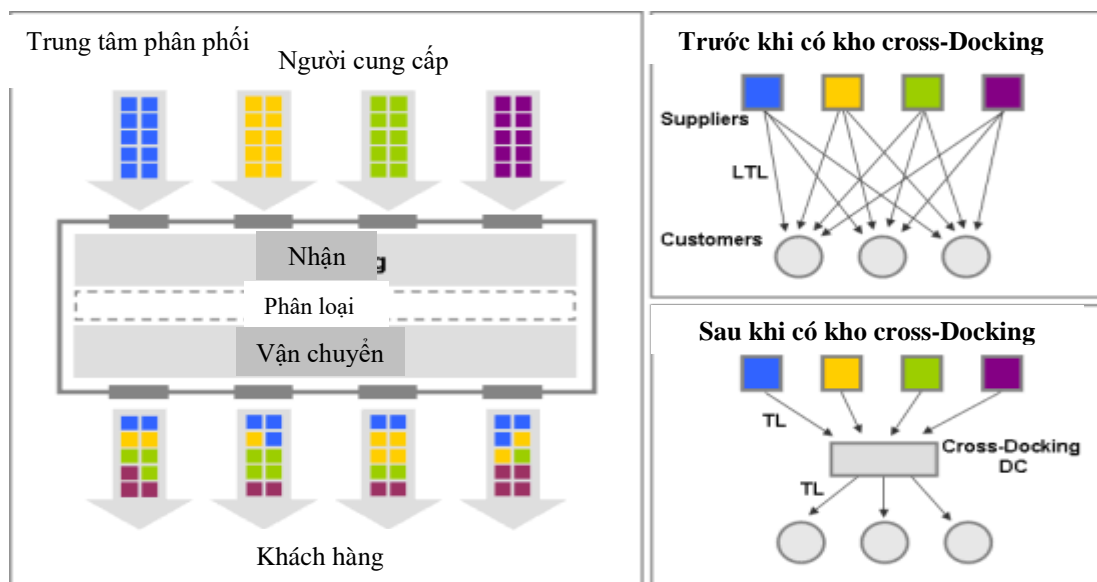 Trung tâm phân phối
Người cung cấp
Nhận
Phân loại
Vận chuyển
Khách hàng
Trước khi có kho cross-Docking
Suppliers
LTL
Customers
Sau khi có kho cross-Docking
TL
Cross-Docking
DC
TL